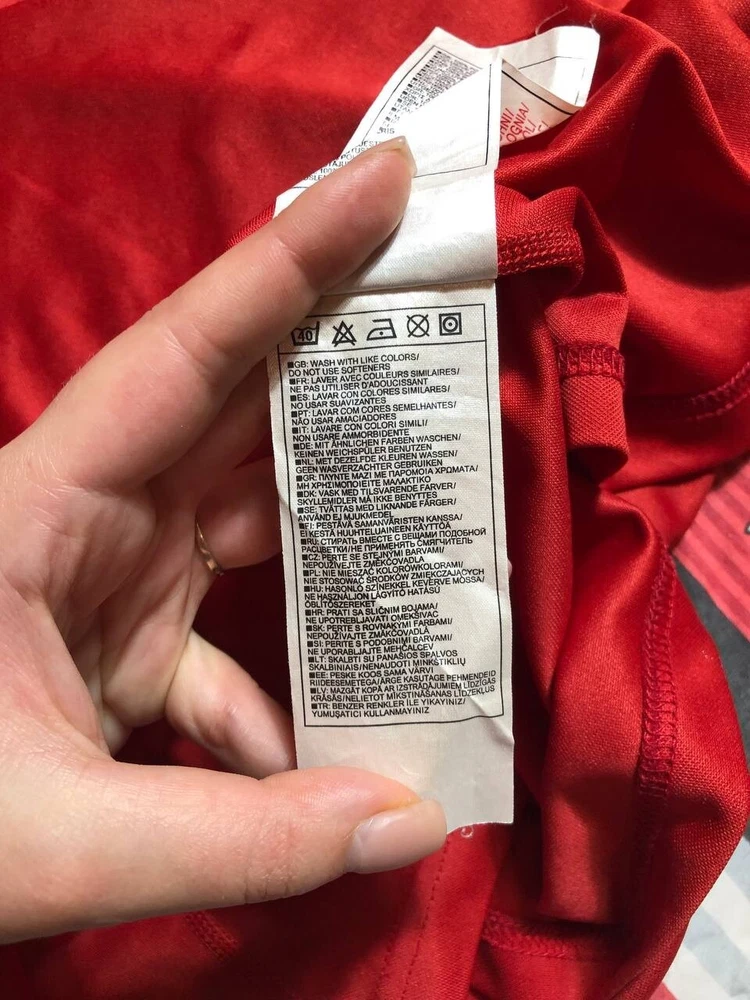 40
■GB: WASH WITH LIKE COLORS/
DO NOT USE SOFTENERS
■FR: LAVER AVEC COULEURS SIMILAIRES/
NE PAS UTILISER D'ADOUCISSANT
■ES: LAVAR CON COLORES SIMILARES/
NO USAR SUAVIZANTES
■PT: LAVAR COM CORES SEMELHANTES/
NÃO USAR AMACIADORES
■IT: LAVARE CON COLORI SIMILI/
NON USARE AMMORBIDENTE
■DE: MIT ÄHNLICHEN FARBEN WASCHEN/
KEINEN WEICHSPÜLER BENUTZEN
■NL: MET DEZELFDE KLEUREN WASSEN/
GEEN WASVERZACHTER GEBRUIKEN
■GR: ΠΛΥΝΤΕ ΜΑΖΙ ΜΕ ΠΑΡΟΜΟΙΑ ΧΡΩΜΑΤΑ/
ΜΗ ΧΡΗΣΙΜΟΠΟΙΕΙΤΕ ΜΑΛΑΚΤΙΚΟ
■DK: VASK MED TILSVARENDE FARVER/
SKYLLEMIDLER MÅ IKKE BENYTTES
■SE: TVÄTTAS MED LIKNANDE FÄRGER/
ANVÄND EJ MJUKMEDEL
■FI: PESTÄVÄ SAMANVÄRISTEN KANSSA/
EI KESTÄ HUUHTELUAINEEN KÄYTTÖÄ
■RU: СТИРАТЬ ВМЕСТЕ С ВЕЩАМИ ПОДОБНОЙ
РАСЦВЕТКИ/НЕ ПРИМЕНЯТЬ СМЯГЧИТЕЛЬ
■CZ: PERTE SE STEJNÝMI BARVAMI/
NEPOUŽÍVEJTE ZMĚKČOVADLA
■PL: NIE MIESZAĆ KOLORÓWKOLORAMI/
NIE STOSOWAĆ ŚRODKÓW ZMIĘKCZAJĄCYCH
■HU: HASONLÓ SZÍNEKKEL KEVERVE MOSSA/
NE HASZNÁLJON LÁGYÍTÓ HATÁSÚ
ÖBLÍTŐSZEREKET
■HR: PRATI SA SLIČNIM BOJAMA/
NE UPOTREBLJAVATI OMEKŠIVAC
■SK: PERTE S ROVNAKÝMI FARBAMI/
NEPOUŽÍVAJTE ZMÄKČOVADLÁ
■SI: PERITE S PODOBNIMI BARVAMI/
NE UPORABLJAJTE MEHČALCEV
■LT: SKALBTI SU PANAŠIOS SPALVOS
SKALBINIAIS/NENAUDOTI MINKŠTIKLIŲ
■EE: PESKE KOOS SAMA VÄRVI
RIIDEESEMETEGA/ÄRGE KASUTAGE PEHMENDEID
■LV: MAZGĀT KOPĀ AR IZSTRĀDĀJUMIEM LĪDZĪGĀS
KRĀSĀS/NELIETOT MĪKSTINĀŠANAS LĪDZEKĻUS
■TR: BENZER RENKLER İLE YIKAYINIZ/
YUMUŞATICI KULLANMAYINIZ